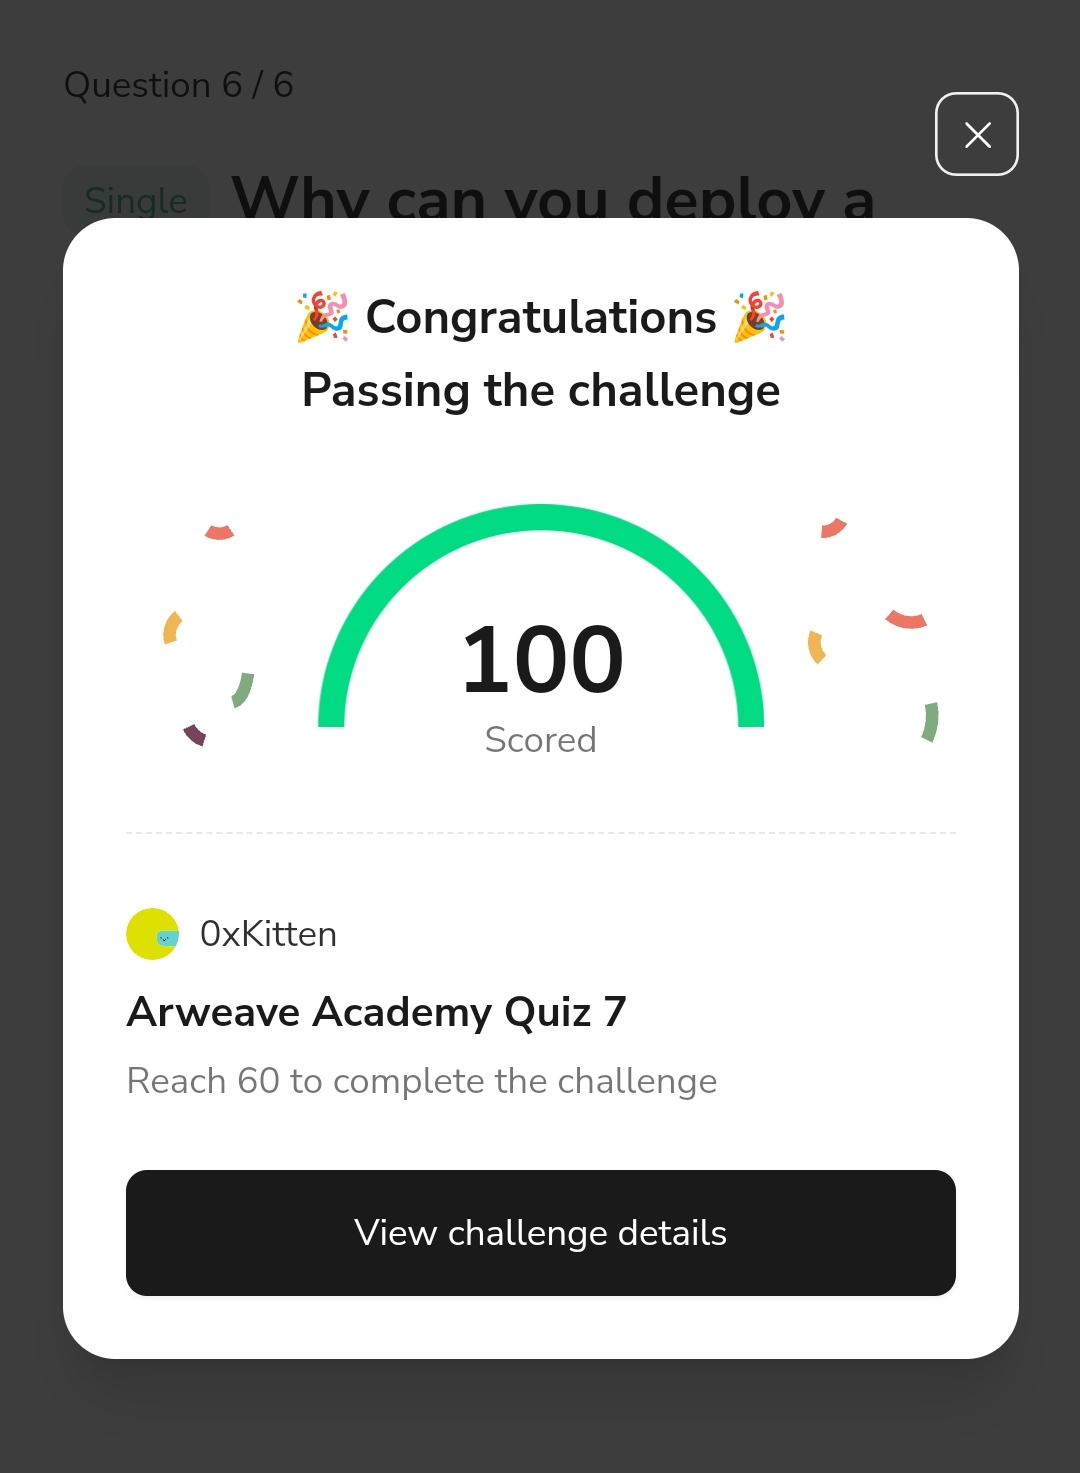 Question 6 / 6
Single Why can you deploy a
🎉 Congratulations 🎉
Passing the challenge
100
Scored
0xKitten
Arweave Academy Quiz 7
Reach 60 to complete the challenge
View challenge details